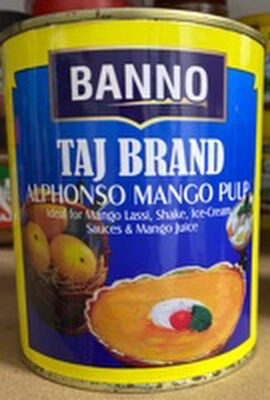 BANNO
TAJ BRAND
ALPHONSO MANGO PULP
Ideal for Mango Lassi, Shake, Ice-Cream
Sauces & Mango Juice